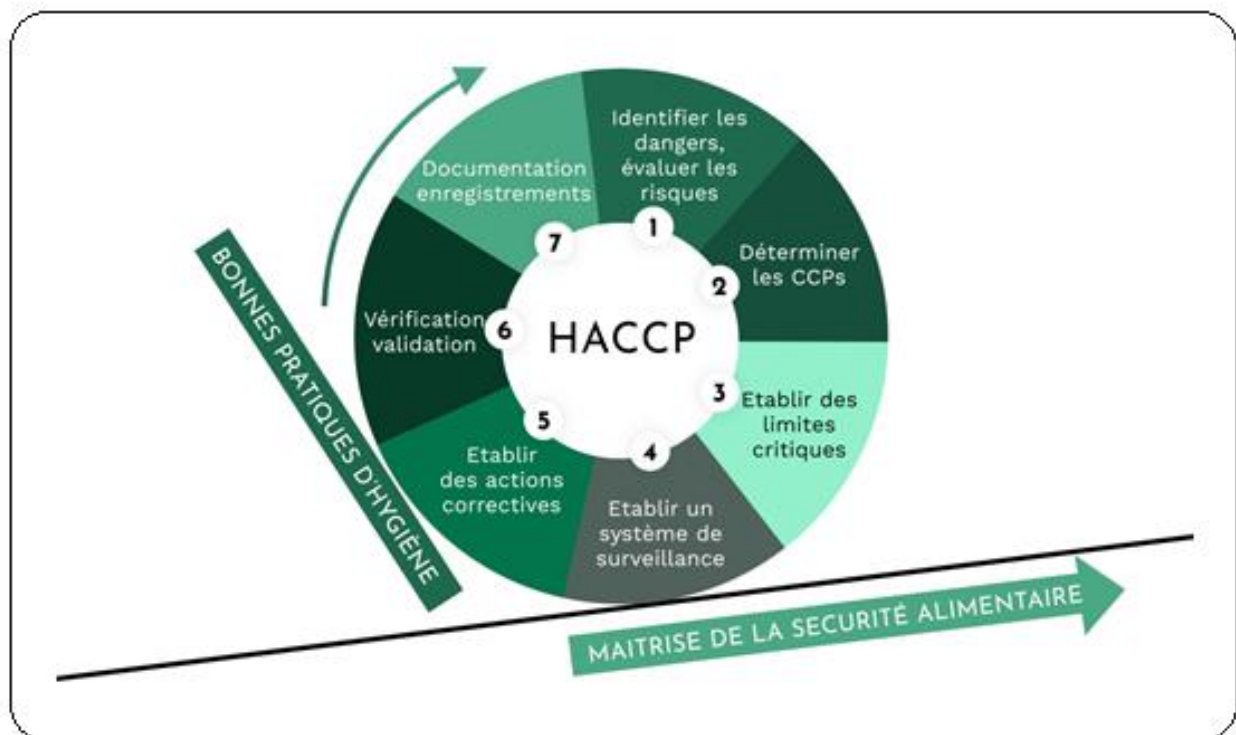 HACCP
1
Identifier les
dangers,
évaluer les
risques
2
Déterminer
les CCPs
3
Etablir des
limites
critiques
4
Etablir un
système de
surveillance
5
Etablir
des actions
correctives
6
Vérification
validation
7
Documentation
enregistrements
BONNES PRATIQUES D'HYGIÈNE
MAITRISE DE LA SECURITÉ ALIMENTAIRE